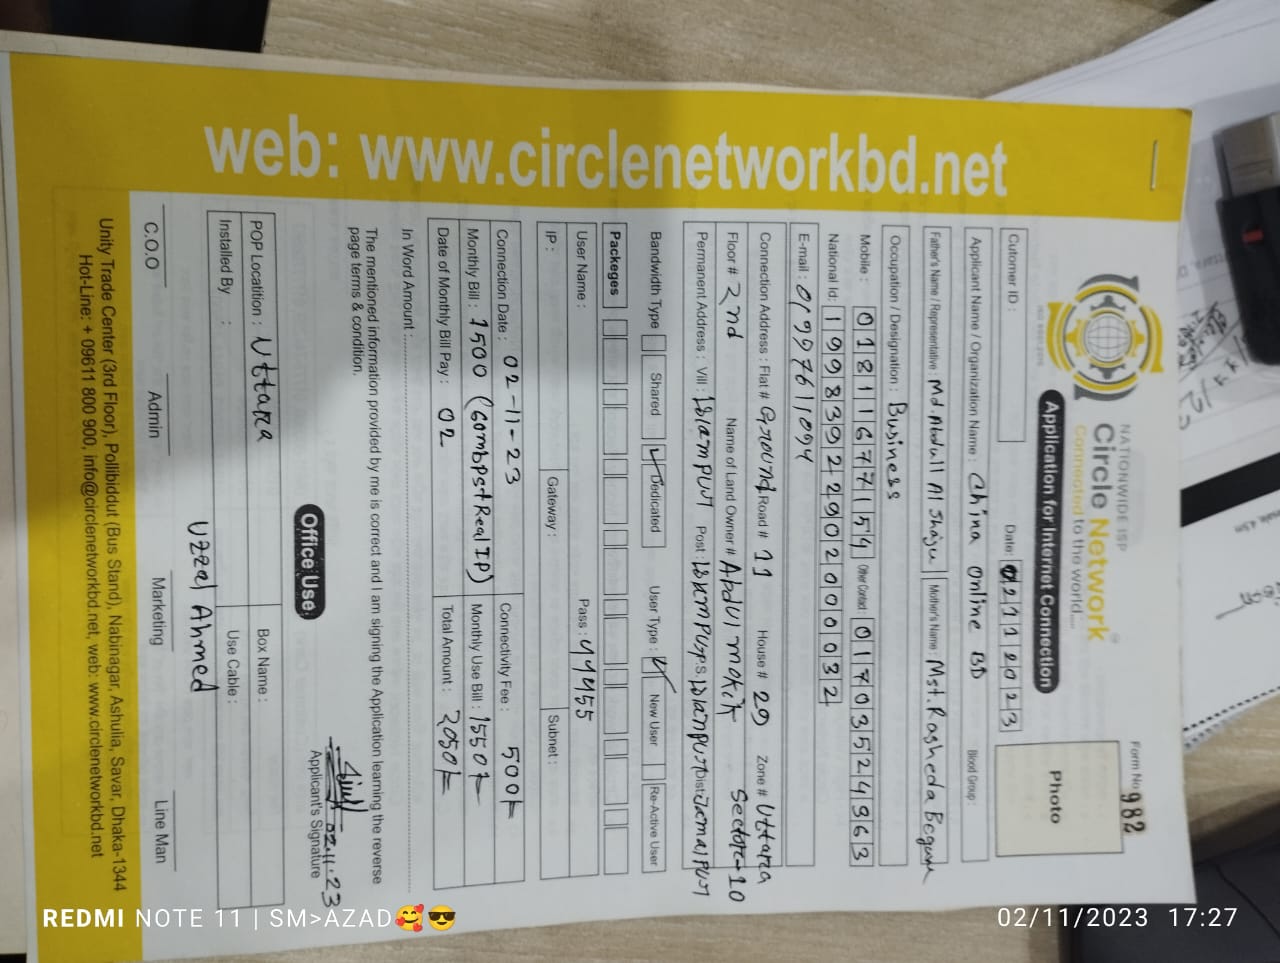 NATIONWIDE ISP
Circle Network
Connected to the world....
Form No 982
Application for Internet Connection
Photo
Cutomer ID :
Date: 02112023
Applicant Name / Organization Name : China online BD
Blood Group :
Father's Name / Representative : Md. Abdull Al Shaju
Mother's Name : Mst. Rasheda Begum
Occupation / Designation : Business
Mobile : 01811677154 Other Contact : 01703524963
National Id: 19983922902000032
E-mail : 01997611094
Connection Address : Flat # Ground Road # 11 House # 29 Zone # Uttara
Floor # 2nd Name of Land Owner # Abdul mokit Sector-10
Permanent Address : Vill : Islampur Post : Islampur P.S. Islampur Dist: Jamalpur
Bandwidth Type Shared Dedicated User Type : New User Re-Active User
Packeges
User Name : Pass : 44455
IP : Gateway : Subnet :
Connection Date : 02-11-23 Connectivity Fee : 500/=
Monthly Bill : 1500 (60mbps+Real IP) Monthly Use Bill : 1550/=
Date of Monthly Bill Pay : 02 Total Amount : 2050/=
In Word Amount :
The mentioned information provided by me is correct and I am signing the Application learning the reverse
page terms & condition.
02.11.23
Applicant's Signature
Office Use
POP Locatition : Uttara Box Name :
Installed By : Use Cable :
Uzzal Ahmed
C.O.O Admin Marketing Line Man
Unity Trade Center (3rd Floor), Pollibiddut (Bus Stand), Nabinagar, Ashulia, Savar, Dhaka-1344
Hot-Line: + 09611 800 900, info@circlenetworkbd.net, web: www.circlenetworkbd.net
web: www.circlenetworkbd.net
REDMI NOTE 11 | SM>AZAD🥰😎
02/11/2023 17:27